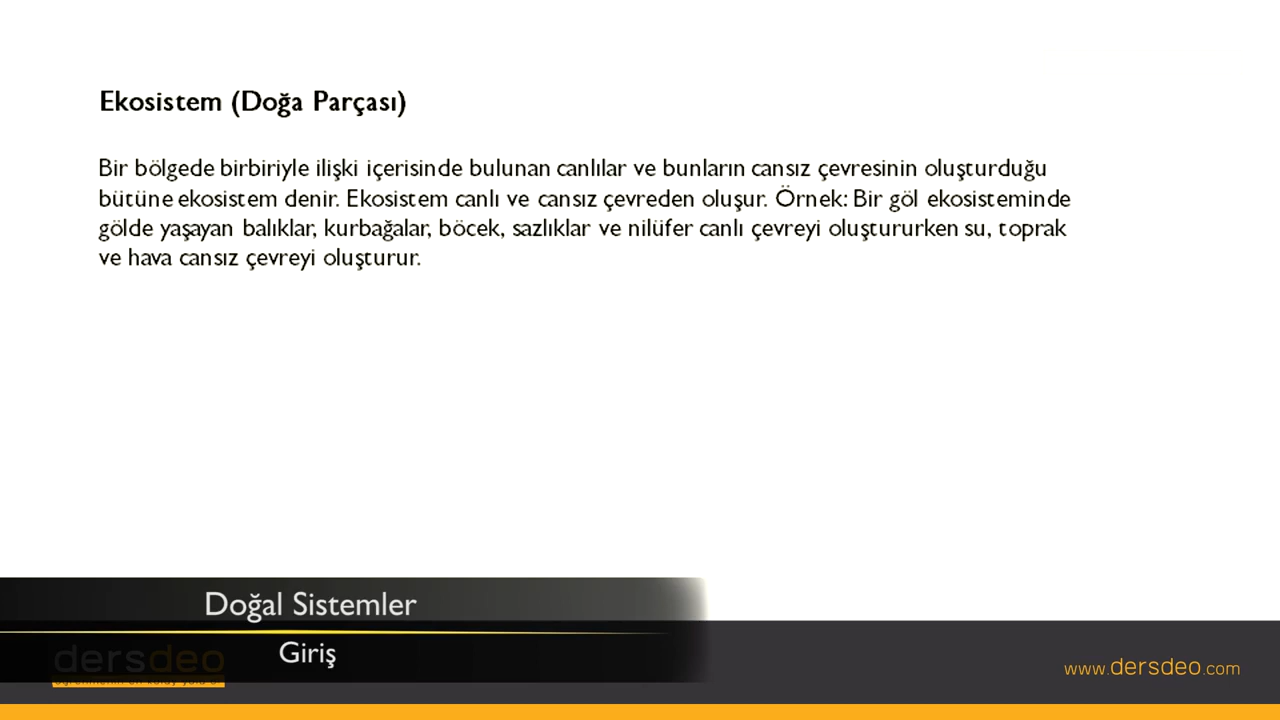 Ekosistem (Doğa Parçası)
Bir bölgede birbiriyle ilişki içerisinde bulunan canlılar ve bunların cansız çevresinin oluşturduğu
bütüne ekosistem denir. Ekosistem canlı ve cansız çevreden oluşur. Örnek: Bir göl ekosisteminde
gölde yaşayan balıklar, kurbağalar, böcek, sazlıklar ve nilüfer canlı çevreyi oluştururken su, toprak
ve hava cansız çevreyi oluşturur.
Doğal Sistemler
Giriş
dersdeo
www.dersdeo.com